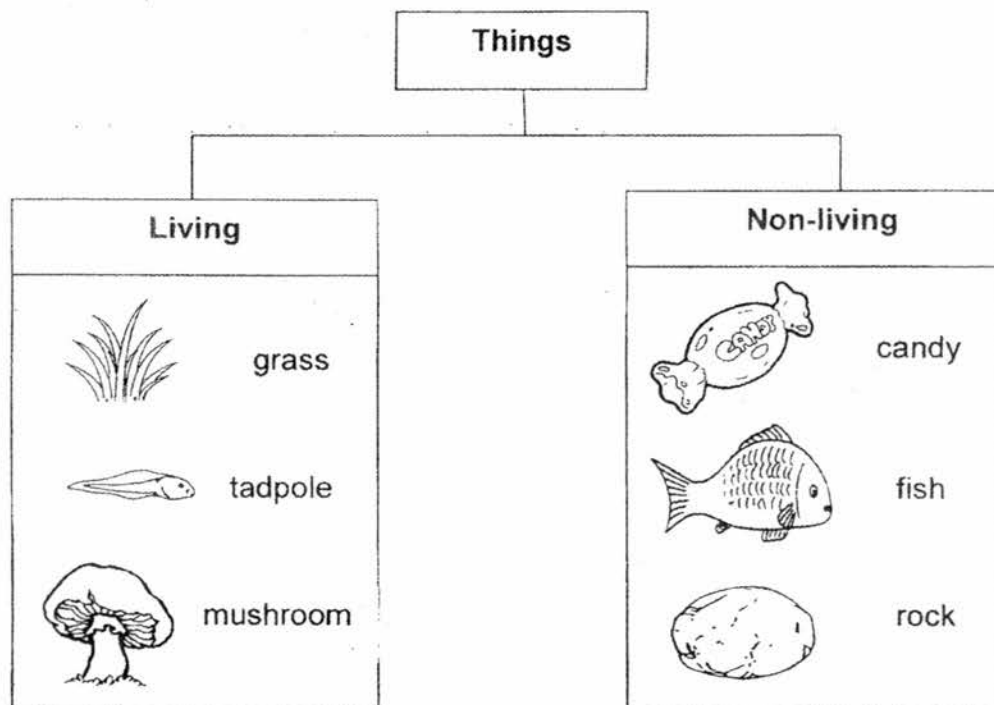 Things
Living
Non-living
grass
tadpole
mushroom
CANDY
candy
fish
rock